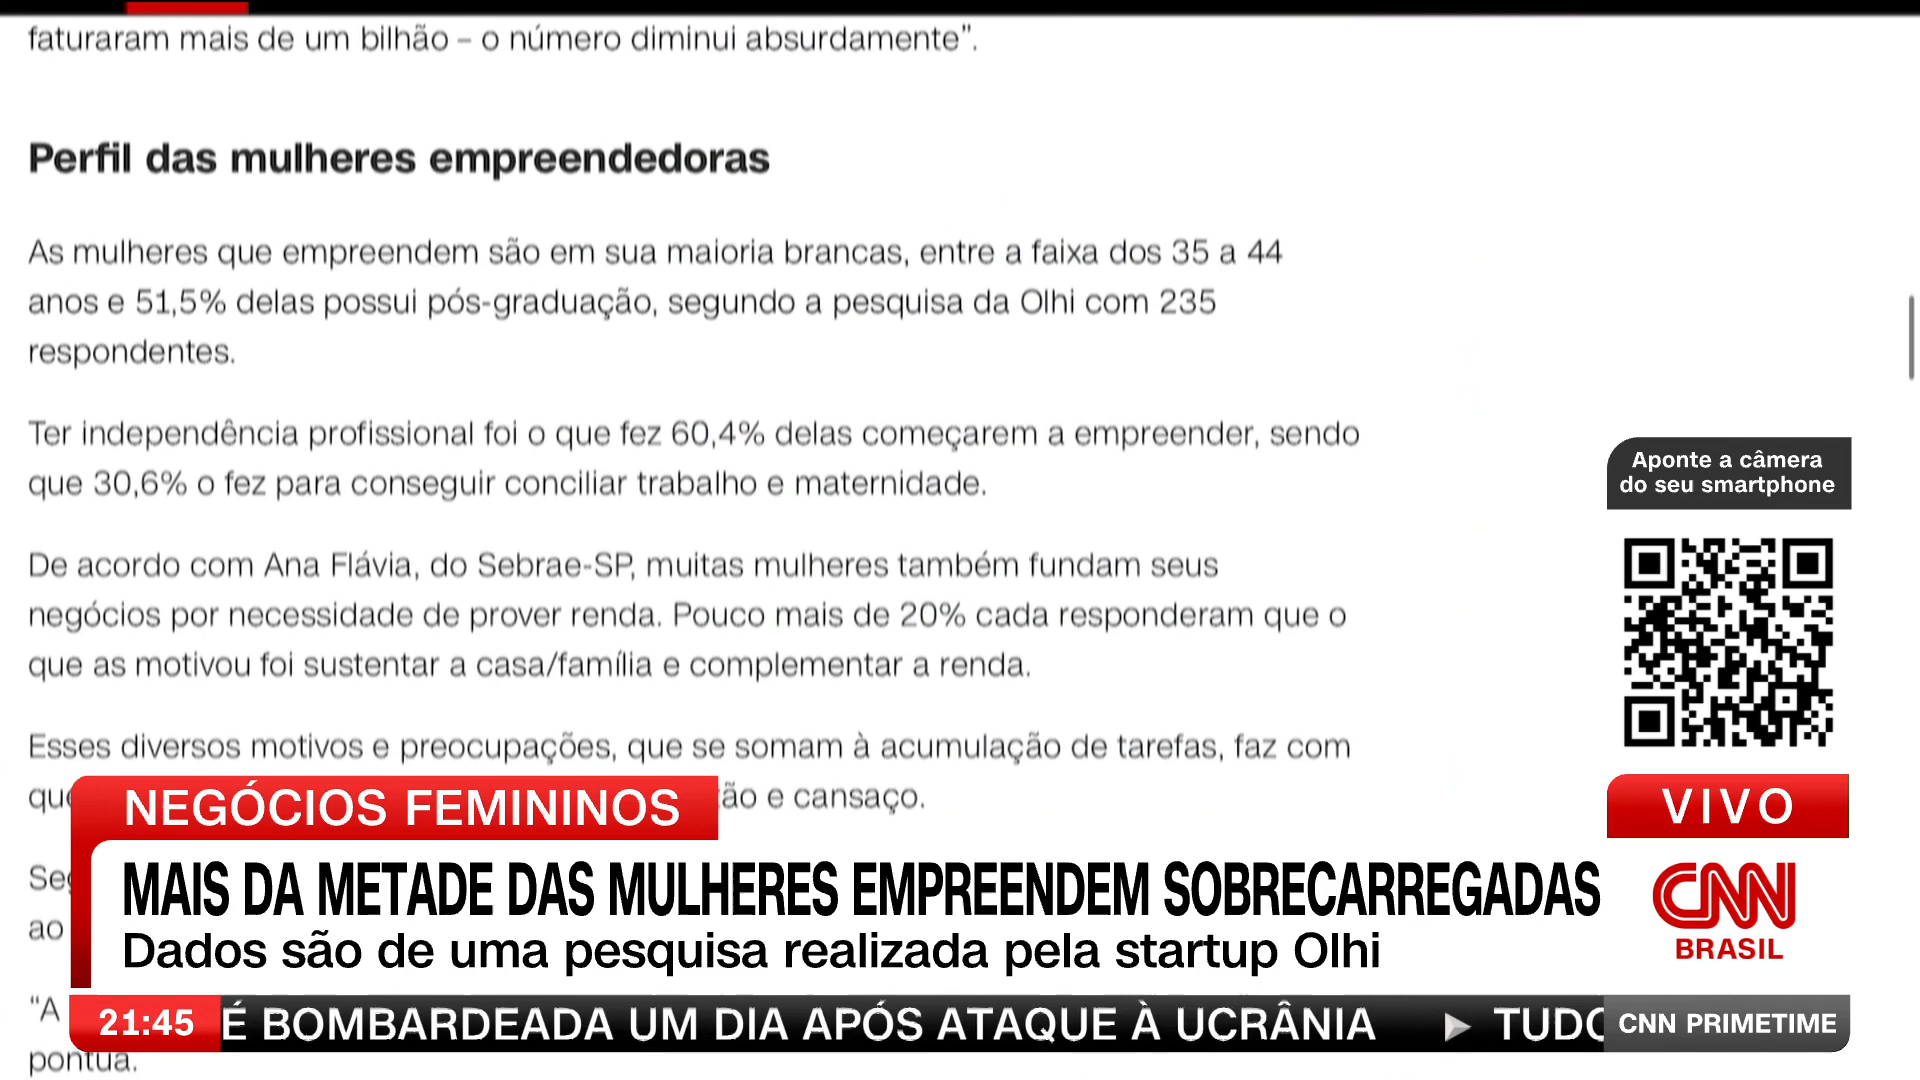 faturaram mais de um bilhão – o número diminui absurdamente”.
Perfil das mulheres empreendedoras
As mulheres que empreendem são em sua maioria brancas, entre a faixa dos 35 a 44
anos e 51,5% delas possui pós-graduação, segundo a pesquisa da Olhi com 235
respondentes.
Ter independência profissional foi o que fez 60,4% delas começarem a empreender, sendo
que 30,6% o fez para conseguir conciliar trabalho e maternidade.
De acordo com Ana Flávia, do Sebrae-SP, muitas mulheres também fundam seus
negócios por necessidade de prover renda. Pouco mais de 20% cada responderam que o
que as motivou foi sustentar a casa/família e complementar a renda.
Esses diversos motivos e preocupações, que se somam à acumulação de tarefas, faz com
e cansaço.
ao
“A
pontua.
Aponte a câmera
do seu smartphone
NEGÓCIOS FEMININOS
VIVO
MAIS DA METADE DAS MULHERES EMPREENDEM SOBRECARREGADAS
Dados são de uma pesquisa realizada pela startup Olhi
CNN
BRASIL
21:45
É BOMBARDEADA UM DIA APÓS ATAQUE À UCRÂNIA
CNN PRIMETIME